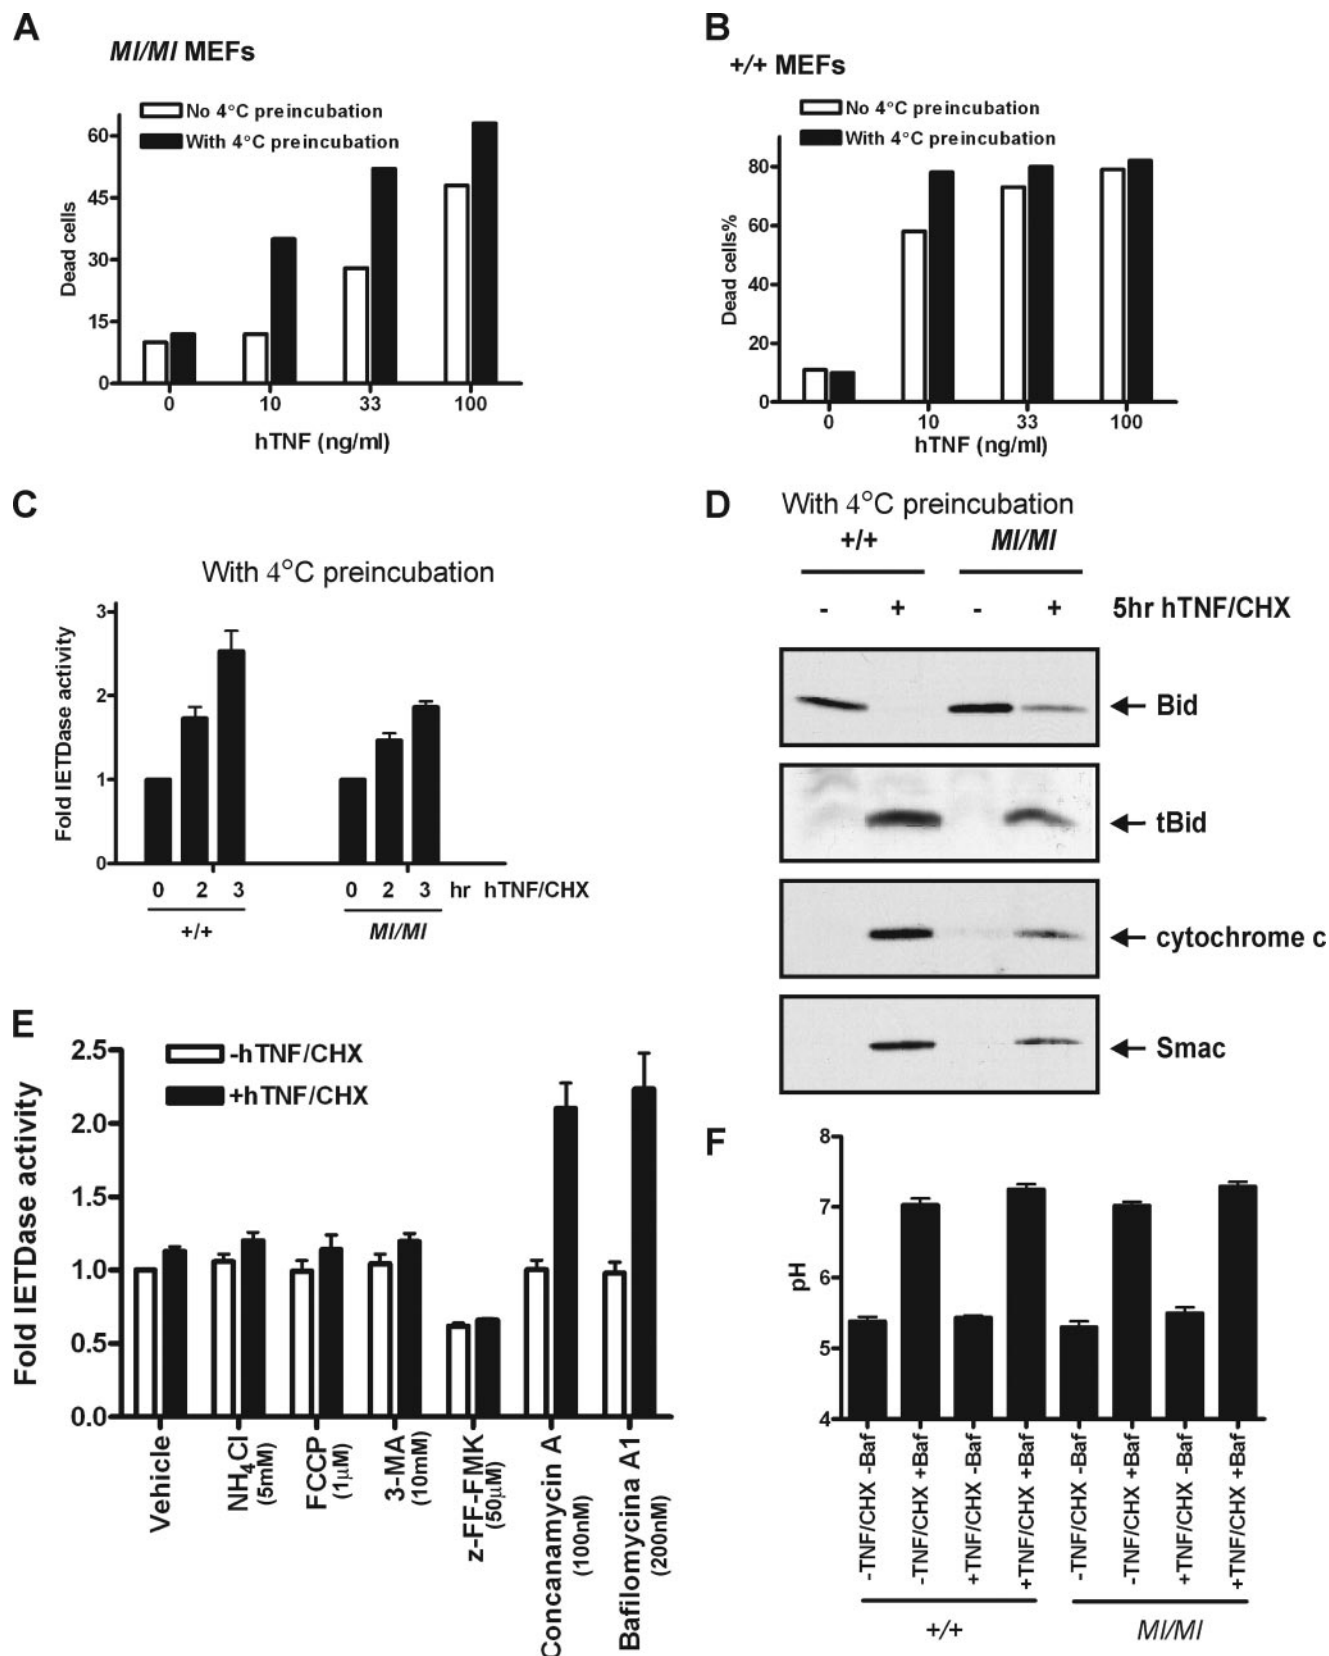 A
MI/MI MEFs
No 4°C preincubation
With 4°C preincubation
60
45
30
15
0
Dead cells
0 10 33 100
hTNF (ng/ml)
B
+/+ MEFs
No 4°C preincubation
With 4°C preincubation
80
60
40
20
0
Dead cells%
0 10 33 100
hTNF (ng/ml)
C
With 4°C preincubation
3
2
1
0
Fold IETDase activity
0 2 3 0 2 3 hr hTNF/CHX
+/+ MI/MI
D
With 4°C preincubation
+/+ MI/MI
- + - + 5hr hTNF/CHX
Bid
tBid
cytochrome c
Smac
E
-hTNF/CHX
+hTNF/CHX
2.5
2.0
1.5
1.0
0.5
0.0
Fold IETDase activity
Vehicle
NH4Cl
(5mM)
FCCP
(1μM)
3-MA
(10mM)
z-FF-FMK
(50μM)
Concanamycin A
(100nM)
Bafilomycina A1
(200nM)
F
8
7
6
5
4
pH
-TNF/CHX -Baf
-TNF/CHX +Baf
+TNF/CHX -Baf
+TNF/CHX +Baf
-TNF/CHX -Baf
-TNF/CHX +Baf
+TNF/CHX -Baf
+TNF/CHX +Baf
+/+ MI/MI